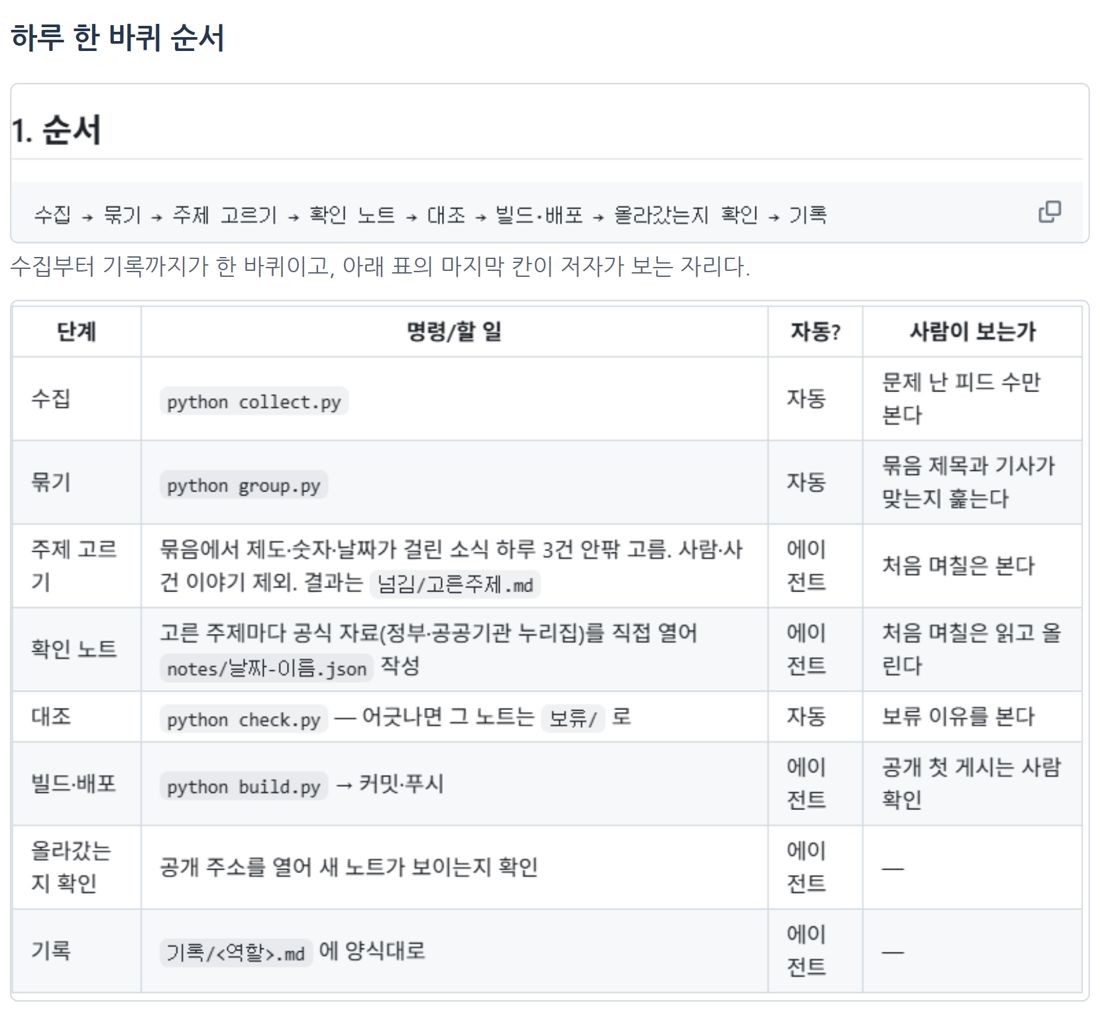 하루 한 바퀴 순서
1. 순서
수집 → 묶기 → 주제 고르기 → 확인 노트 → 대조 → 빌드·배포 → 올라갔는지 확인 → 기록
수집부터 기록까지가 한 바퀴이고, 아래 표의 마지막 칸이 저자가 보는 자리다.
단계 명령/할 일 자동? 사람이 보는가
수집 python collect.py 자동 문제 난 피드 수만
본다
묶기 python group.py 자동 묶음 제목과 기사가
맞는지 훑는다
주제 고르
기
묶음에서 제도·숫자·날짜가 걸린 소식 하루 3건 안팎 고름. 사람·사
건 이야기 제외. 결과는 넘김/고른주제.md
에이
전트
처음 며칠은 본다
확인 노트
고른 주제마다 공식 자료(정부·공공기관 누리집)를 직접 열어
notes/날짜-이름.json 작성
에이
전트
처음 며칠은 읽고 올
린다
대조 python check.py — 어긋나면 그 노트는 보류/ 로 자동 보류 이유를 본다
빌드·배포 python build.py → 커밋·푸시
에이
전트
공개 첫 게시는 사람
확인
올라갔는
지 확인
공개 주소를 열어 새 노트가 보이는지 확인
에이
전트
—
기록 기록/<역할>.md 에 양식대로
에이
전트
—